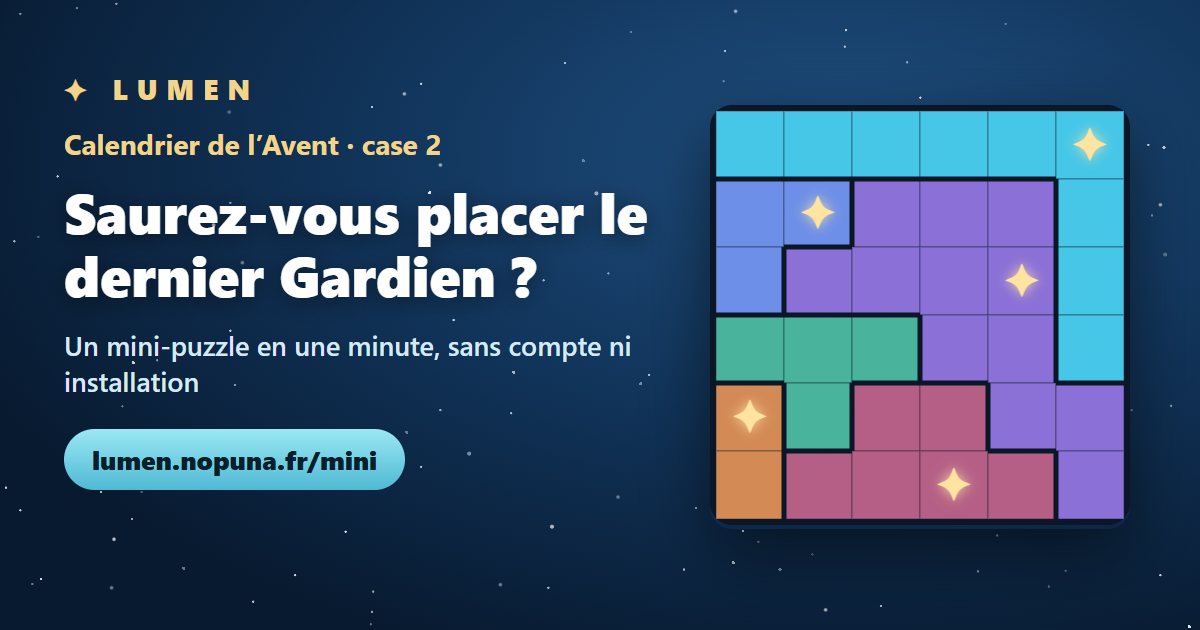 LUMEN
Calendrier de l’Avent · case 2
Saurez-vous placer le
dernier Gardien ?
Un mini-puzzle en une minute, sans compte ni
installation
lumen.nopuna.fr/mini